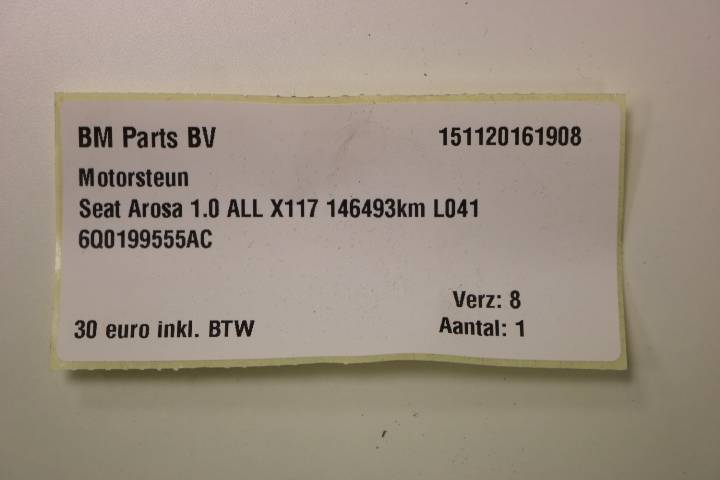 BM Parts BV 151120161908
Motorsteun
Seat Arosa 1.0 ALL X117 146493km L041
6Q0199555AC
Verz: 8
30 euro inkl. BTW Aantal: 1